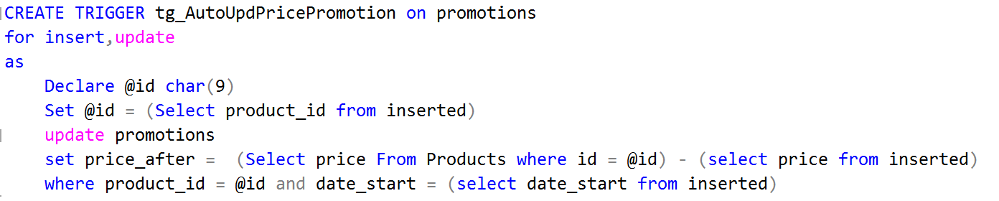 CREATE TRIGGER tg_AutoUpdPricePromotion on promotions
for insert,update
as
Declare @id char(9)
Set @id = (Select product_id from inserted)
update promotions
set price_after =  (Select price From Products where id = @id) - (select price from inserted)
where product_id = @id and date_start = (select date_start from inserted)